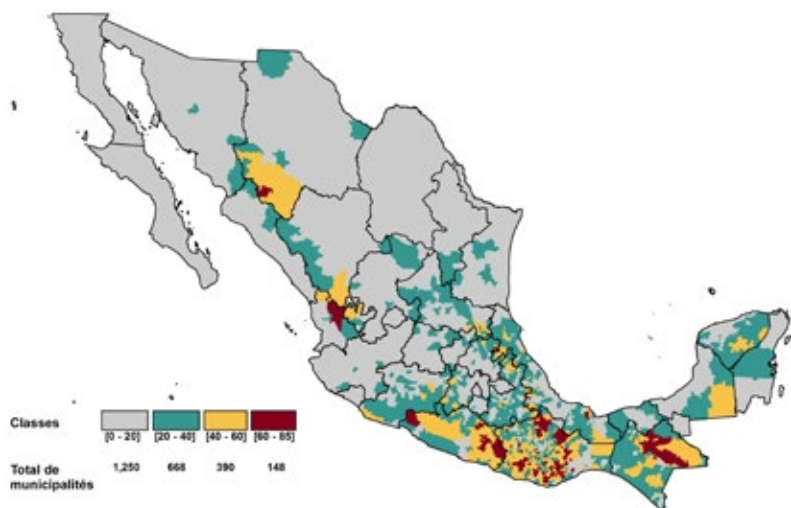 Classes
[0 - 20] [20 - 40] [40 - 60] [60 - 85]
Total de
municipalités
1,250 668 390 148